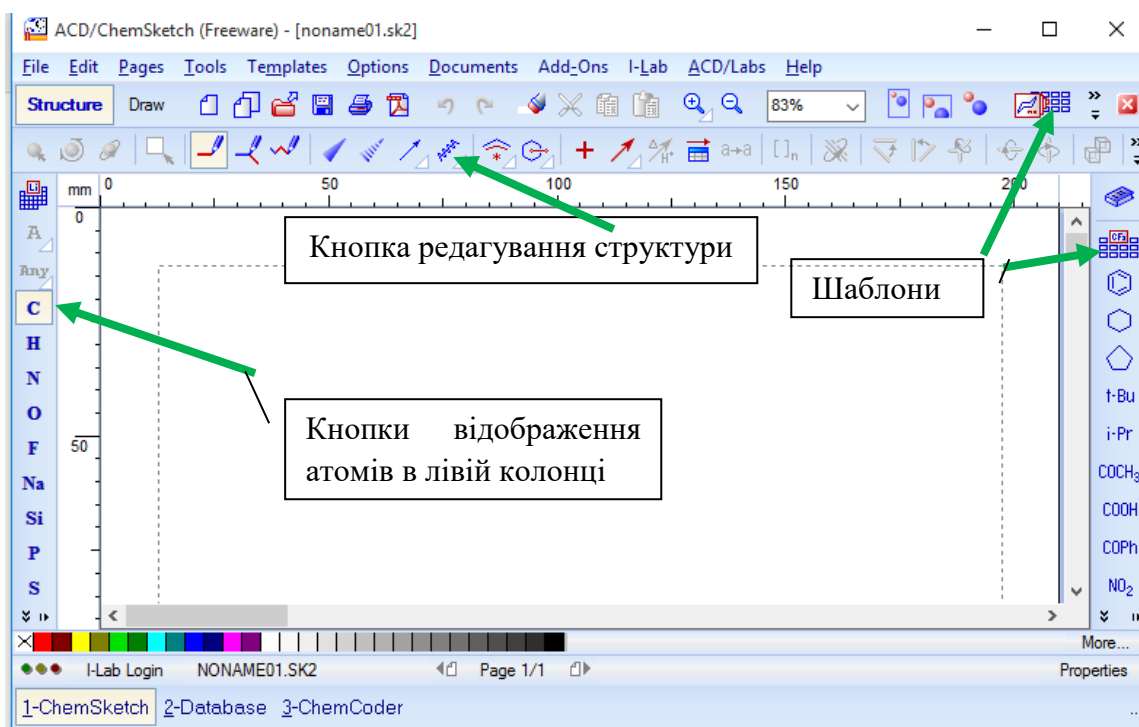 ACD/ChemSketch (Freeware) - [noname01.sk2]
File Edit Pages Tools Templates Options Documents Add-Ons I-Lab ACD/Labs Help
Structure Draw 83%
a→a [ ]n
Li mm 0 50 100 150 200
0
A
Any
C
H
N
O
F 50
Na
Si
P
S
Кнопка редагування структури
Шаблони
Кнопки відображення
атомів в лівій колонці
CF3
t-Bu
i-Pr
COCH3
COOH
COPh
NO2
More...
I-Lab Login NONAME01.SK2 Page 1/1 Properties
1-ChemSketch 2-Database 3-ChemCoder